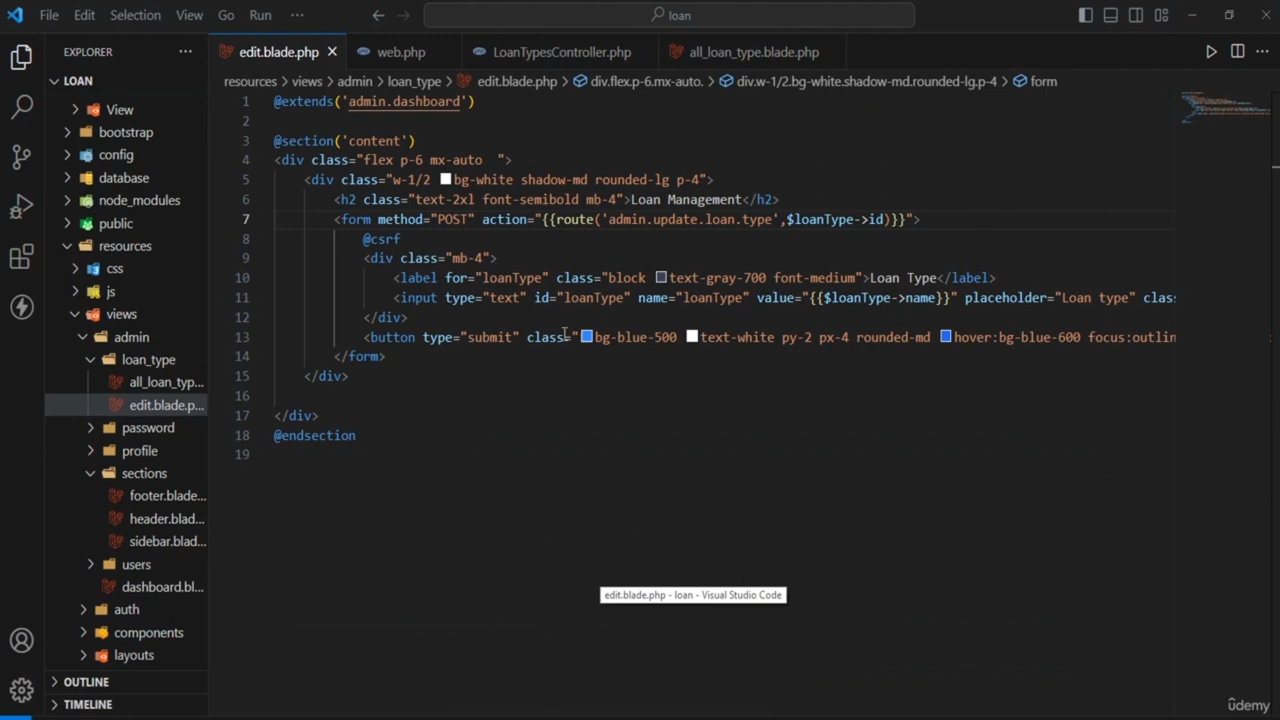 File Edit Selection View Go Run ··· loan
EXPLORER ··· edit.blade.php web.php LoanTypesController.php all_loan_type.blade.php ···
LOAN
resources > views > admin > loan_type > edit.blade.php > div.flex.p-6.mx-auto. > div.w-1/2.bg-white.shadow-md.rounded-lg.p-4 > form
View
bootstrap
config
database
node_modules
public
resources
css
js
views
admin
loan_type
all_loan_typ...
edit.blade.p...
password
profile
sections
footer.blade...
header.blad...
sidebar.blad...
users
dashboard.bl...
auth
components
layouts
OUTLINE
TIMELINE
1 @extends('admin.dashboard')
2
3 @section('content')
4 <div class="flex p-6 mx-auto  ">
5 <div class="w-1/2 bg-white shadow-md rounded-lg p-4">
6 <h2 class="text-2xl font-semibold mb-4">Loan Management</h2>
7 <form method="POST" action="{{route('admin.update.loan.type',$loanType->id)}}">
8 @csrf
9 <div class="mb-4">
10 <label for="loanType" class="block text-gray-700 font-medium">Loan Type</label>
11 <input type="text" id="loanType" name="loanType" value="{{$loanType->name}}" placeholder="Loan type" clas
12 </div>
13 <button type="submit" class="bg-blue-500 text-white py-2 px-4 rounded-md hover:bg-blue-600 focus:outlin
14 </form>
15 </div>
16
17 </div>
18 @endsection
19
edit.blade.php - loan - Visual Studio Code
ûdemy